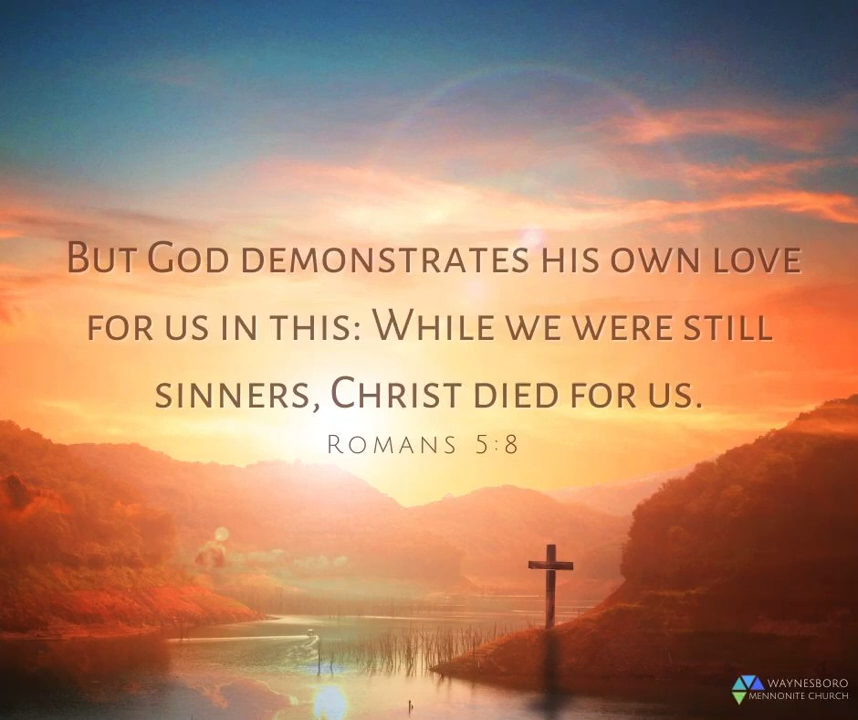 But God demonstrates his own love
for us in this: While we were still
sinners, Christ died for us.
Romans 5:8
WAYNESBORO
MENNONITE CHURCH